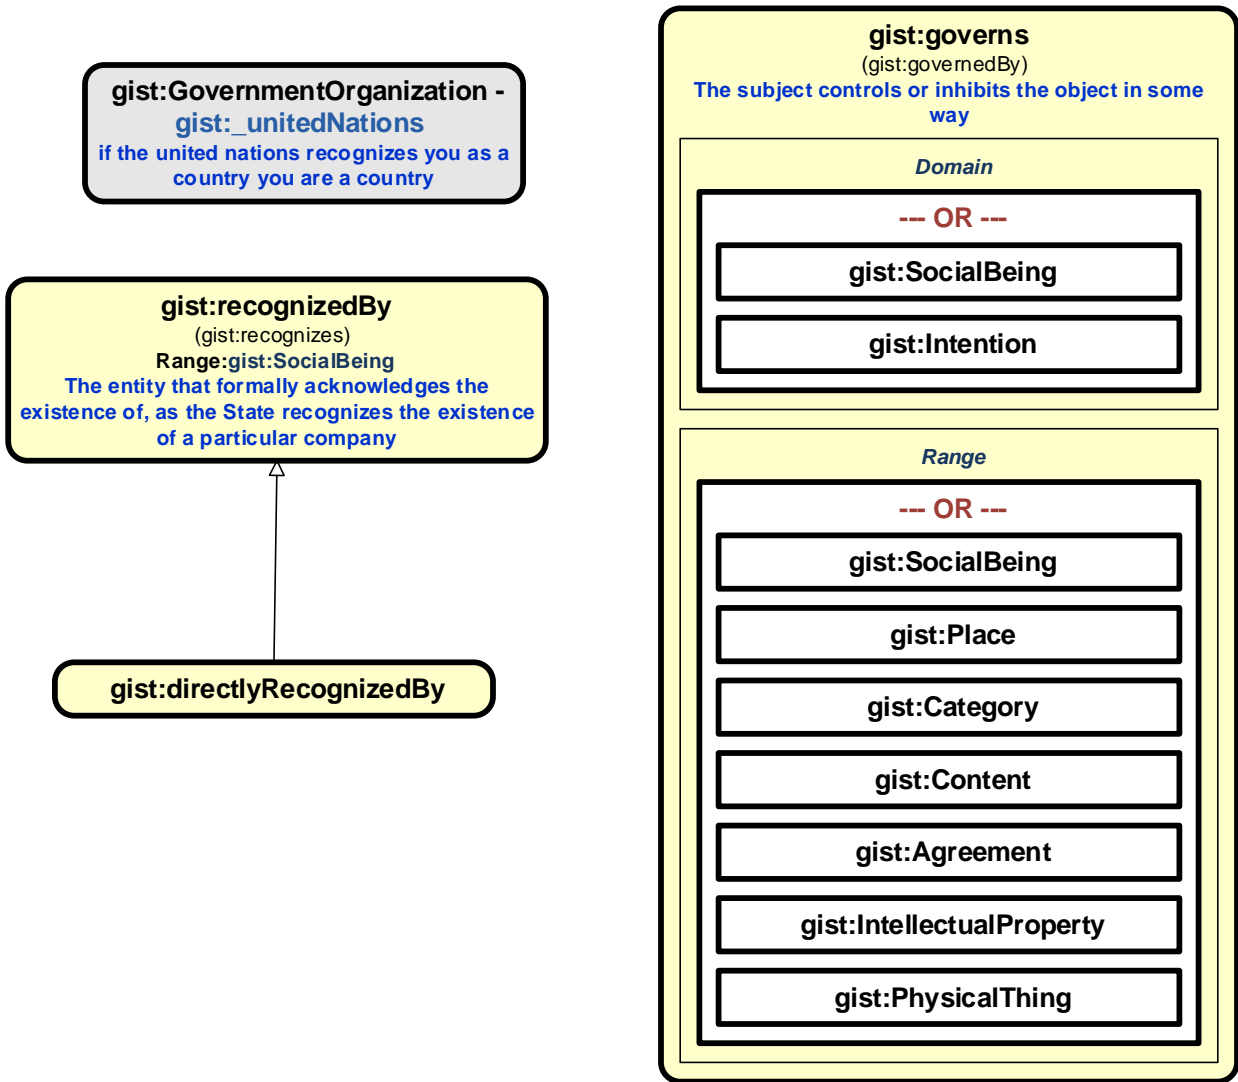 gist:GovernmentOrganization -
gist:_unitedNations
if the united nations recognizes you as a
country you are a country
gist:recognizedBy
(gist:recognizes)
Range:gist:SocialBeing
The entity that formally acknowledges the
existence of, as the State recognizes the existence
of a particular company
gist:directlyRecognizedBy
gist:governs
(gist:governedBy)
The subject controls or inhibits the object in some
way
Domain
--- OR ---
gist:SocialBeing
gist:Intention
Range
--- OR ---
gist:SocialBeing
gist:Place
gist:Category
gist:Content
gist:Agreement
gist:IntellectualProperty
gist:PhysicalThing